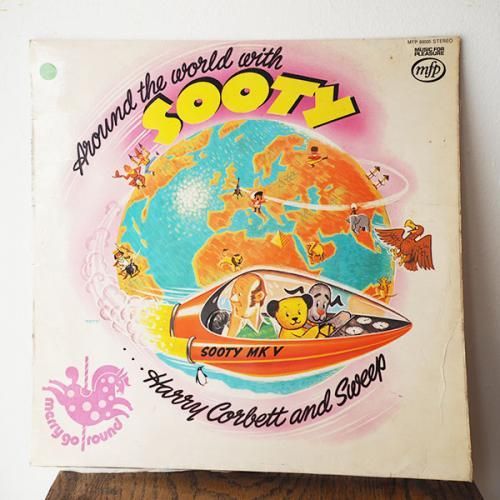 MFP 50005 STEREO
MUSIC FOR
PLEASURE
mfp
Around the world with
SOOTY
SOOTY MK V
...Harry Corbett and Sweep
merry go round